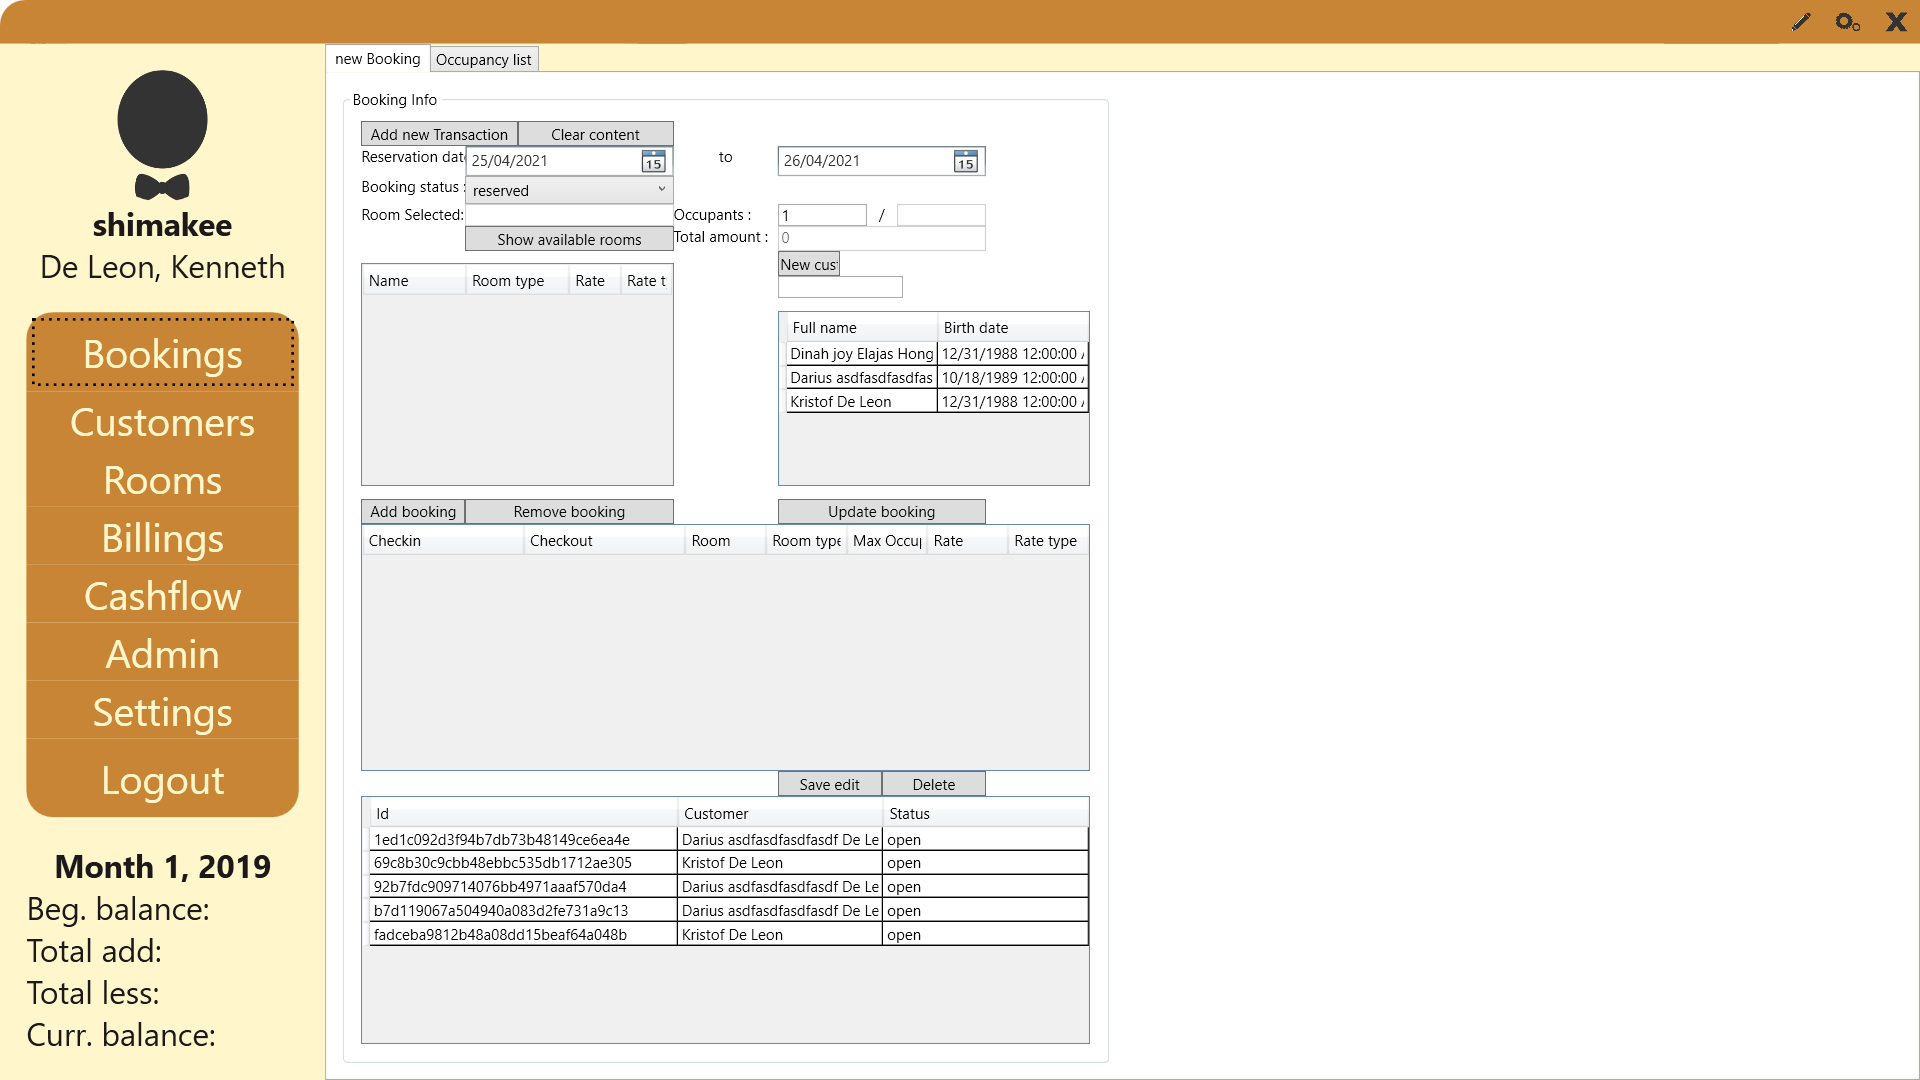 new Booking
Occupancy list
shimakee
De Leon, Kenneth
Bookings
Customers
Rooms
Billings
Cashflow
Admin
Settings
Logout
Month 1, 2019
Beg. balance:
Total add:
Total less:
Curr. balance:
Booking Info
Add new Transaction
Clear content
Reservation dat
25/04/2021
15
to
26/04/2021
15
Booking status :
reserved
Room Selected:
Occupants :
1
/
Show available rooms
Total amount :
0
New cus
Name
Room type
Rate
Rate t
Full name
Birth date
Dinah joy Elajas Hong
12/31/1988 12:00:00
Darius asdfasdfasdfas
10/18/1989 12:00:00
Kristof De Leon
12/31/1988 12:00:00
Add booking
Remove booking
Update booking
Checkin
Checkout
Room
Room type
Max Occu
Rate
Rate type
Save edit
Delete
Id
Customer
Status
1ed1c092d3f94b7db73b48149ce6ea4e
Darius asdfasdfasdfasdf De Le
open
69c8b30c9cbb48ebbc535db1712ae305
Kristof De Leon
open
92b7fdc909714076bb4971aaaf570da4
Darius asdfasdfasdfasdf De Le
open
b7d119067a504940a083d2fe731a9c13
Darius asdfasdfasdfasdf De Le
open
fadceba9812b48a08dd15beaf64a048b
Kristof De Leon
open